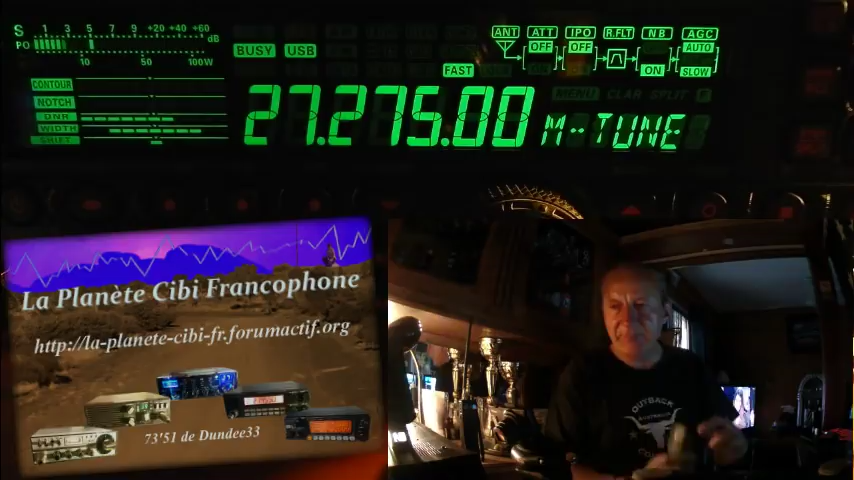 S 1 3 5 7 9 +20 +40 +60 dB
PO 10 50 100W
BUSY USB
ANT ATT IPO R.FLT NB AGC
OFF OFF AUTO
ON SLOW
FAST
MENU CLAR SPLIT
CONTOUR
NOTCH
DNR
WIDTH
SHIFT
27.275.00 M-TUNE
La Planète Cibi Francophone
http://la-planete-cibi-fr.forumactif.org
73'51 de Dundee33
OUTBACK